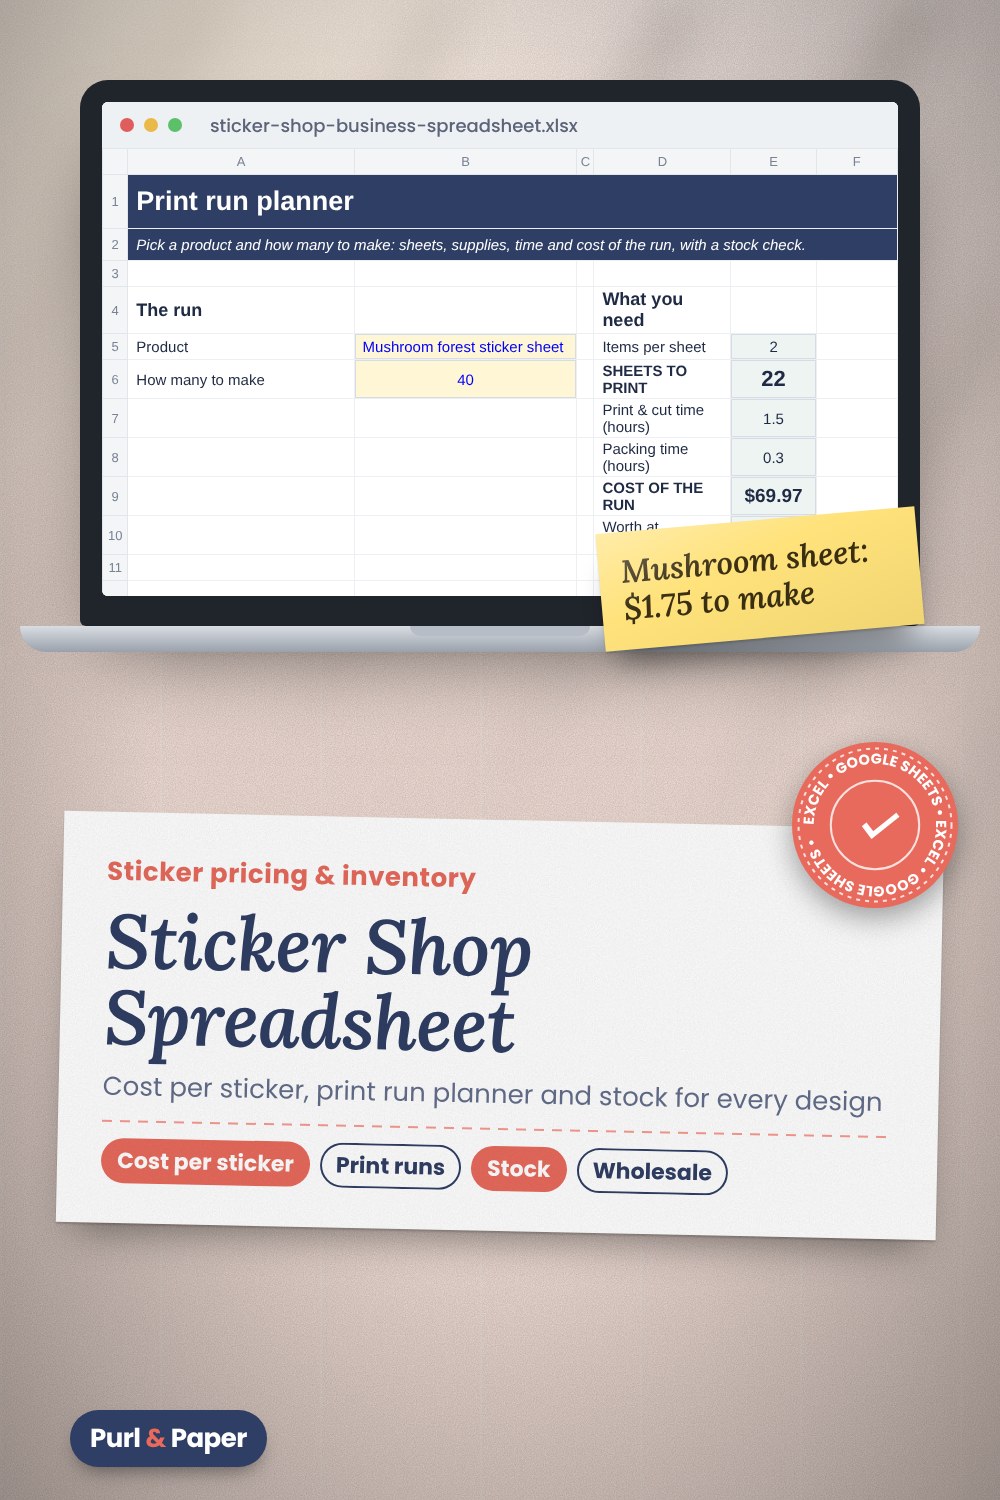 sticker-shop-business-spreadsheet.xlsx
A B C D E F
1 Print run planner
2 Pick a product and how many to make: sheets, supplies, time and cost of the run, with a stock check.
3
4 The run What you need
5 Product Mushroom forest sticker sheet Items per sheet 2
6 How many to make 40 SHEETS TO PRINT 22
7 Print & cut time (hours) 1.5
8 Packing time (hours) 0.3
9 COST OF THE RUN $69.97
10 Worth at
11
Mushroom sheet:
$1.75 to make
EXCEL • GOOGLE SHEETS • EXCEL • GOOGLE SHEETS •
Sticker pricing & inventory
Sticker Shop
Spreadsheet
Cost per sticker, print run planner and stock for every design
Cost per sticker Print runs Stock Wholesale
Purl & Paper